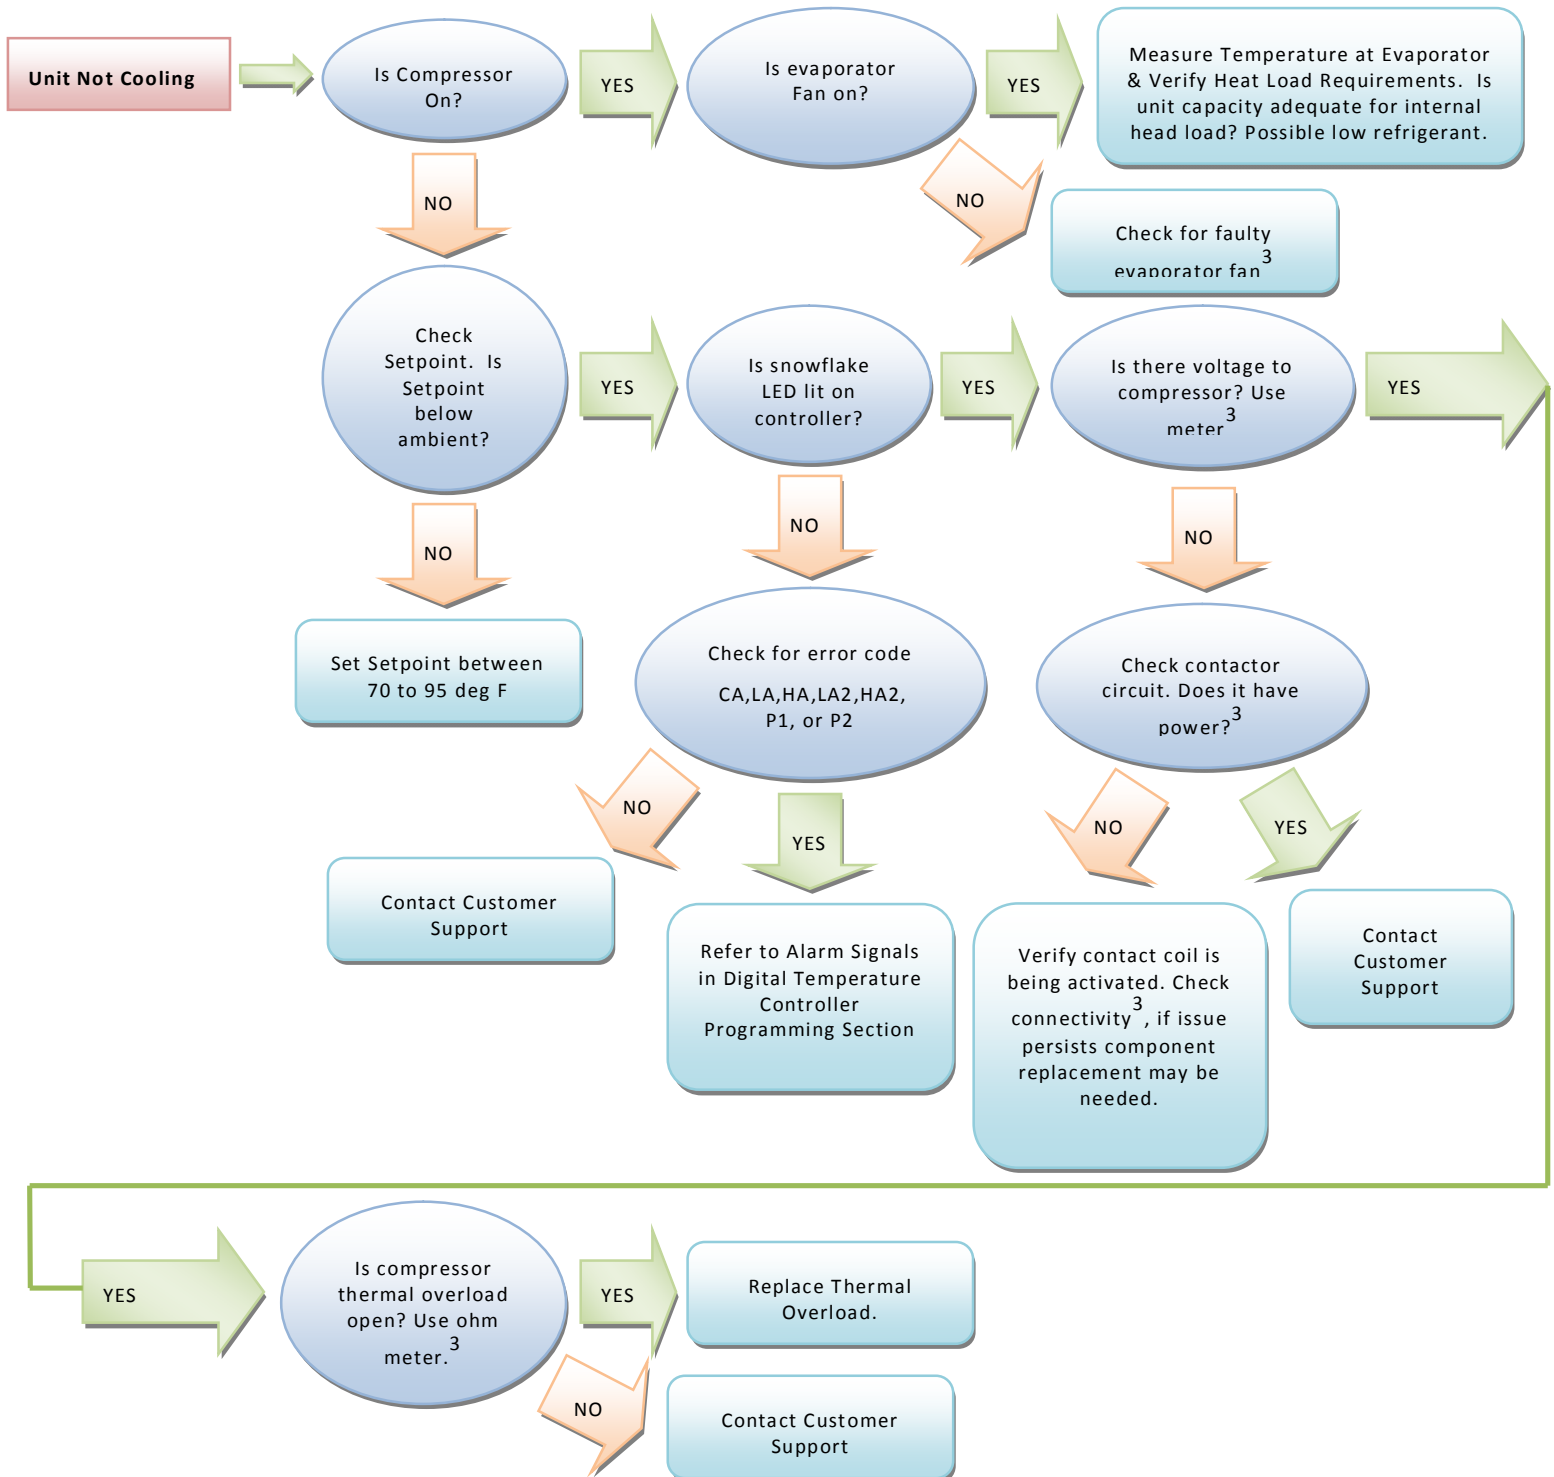 Unit Not Cooling
Is Compressor
On?
YES
Is evaporator
Fan on?
YES
Measure Temperature at Evaporator
& Verify Heat Load Requirements. Is
unit capacity adequate for internal
head load? Possible low refrigerant.
NO
NO
Check for faulty
evaporator fan3
Check
Setpoint. Is
Setpoint
below
ambient?
YES
Is snowflake
LED lit on
controller?
YES
Is there voltage to
compressor? Use
meter3
YES
NO
NO
NO
Set Setpoint between
70 to 95 deg F
Check for error code
CA,LA,HA,LA2,HA2,
P1, or P2
Check contactor
circuit. Does it have
power?3
NO
YES
NO
YES
Contact Customer
Support
Refer to Alarm Signals
in Digital Temperature
Controller
Programming Section
Verify contact coil is
being activated. Check
connectivity3, if issue
persists component
replacement may be
needed.
Contact
Customer
Support
YES
Is compressor
thermal overload
open? Use ohm
meter.3
YES
Replace Thermal
Overload.
NO
Contact Customer
Support